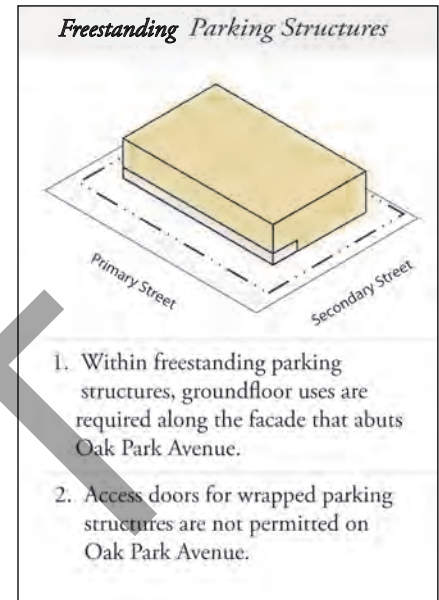 Freestanding Parking Structures
Primary Street
Secondary Street
1. Within freestanding parking
structures, groundfloor uses are
required along the facade that abuts
Oak Park Avenue.
2. Access doors for wrapped parking
structures are not permitted on
Oak Park Avenue.